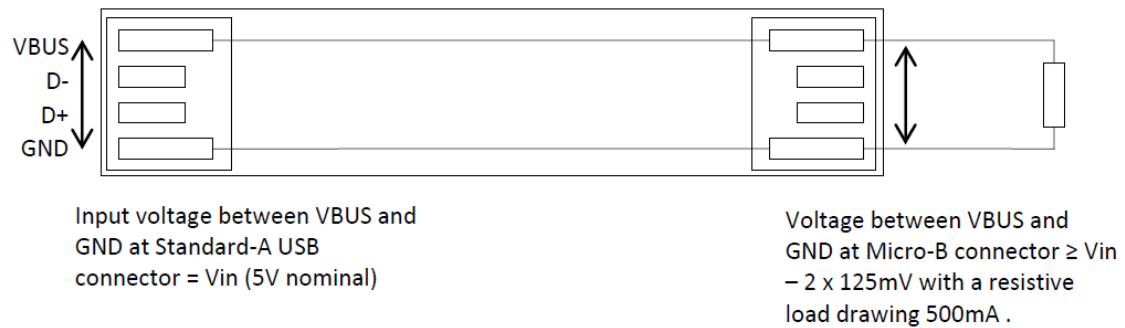 VBUS
D-
D+
GND
Input voltage between VBUS and
GND at Standard-A USB
connector = Vin (5V nominal)
Voltage between VBUS and
GND at Micro-B connector ≥ Vin
– 2 x 125mV with a resistive
load drawing 500mA .